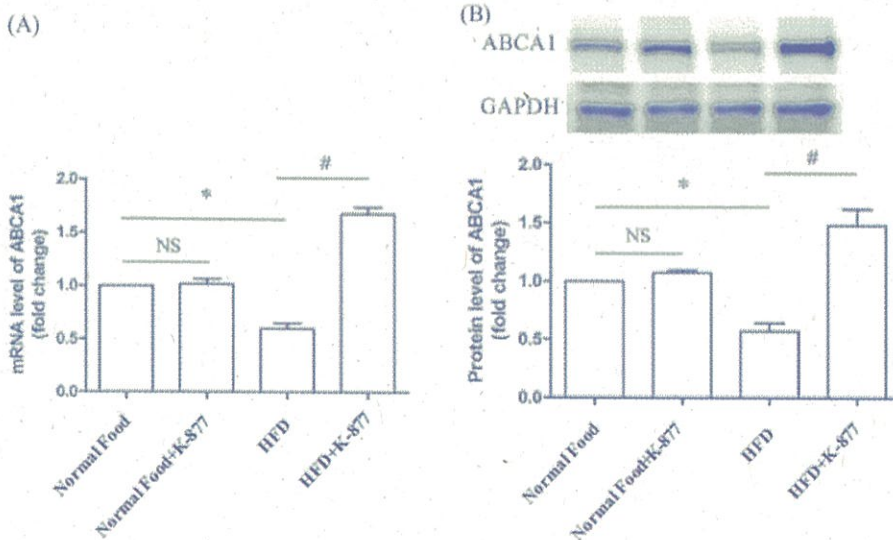 (A)
mRNA level of ABCA1
(fold change)
2.0
1.5
1.0
0.5
0.0
*
#
NS
Normal Food
Normal Food+K-877
HFD
HFD+K-877
(B)
ABCA1
GAPDH
Protein level of ABCA1
(fold change)
2.0
1.5
1.0
0.5
0.0
*
#
NS
Normal Food
Normal Food+K-877
HFD
HFD+K-877